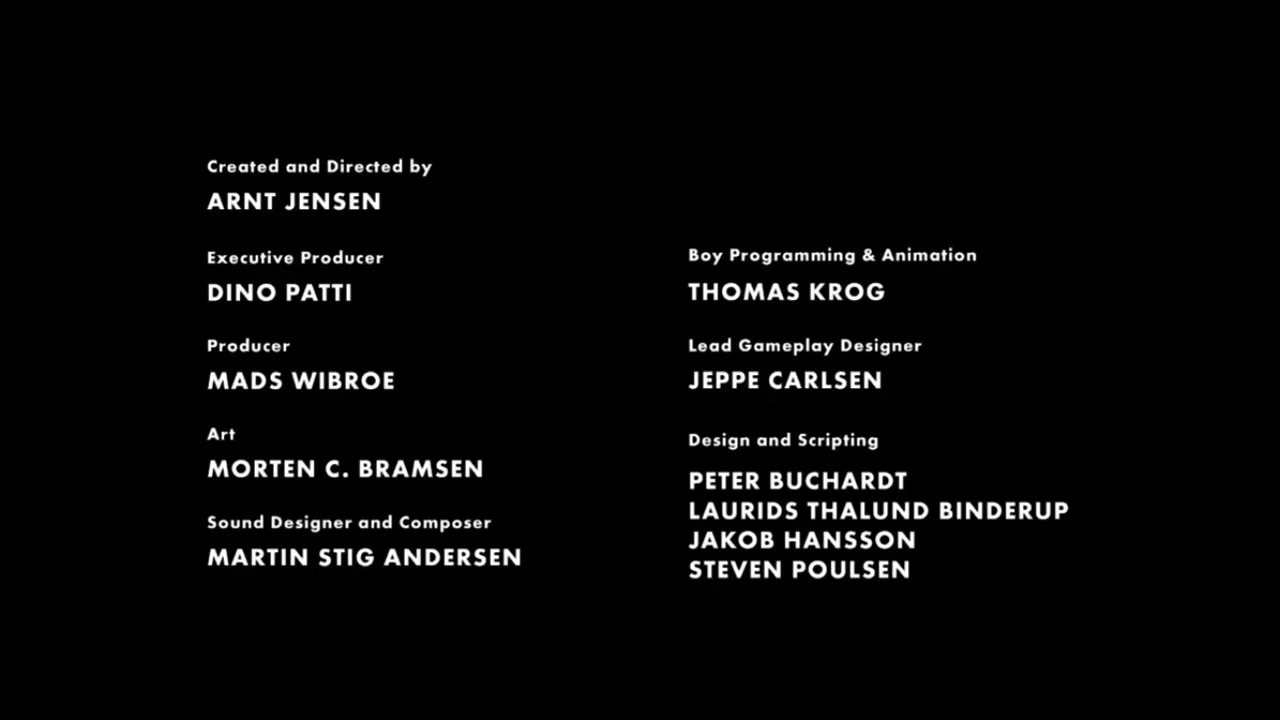 Created and Directed by
ARNT JENSEN
Executive Producer
DINO PATTI
Producer
MADS WIBROE
Art
MORTEN C. BRAMSEN
Sound Designer and Composer
MARTIN STIG ANDERSEN
Boy Programming & Animation
THOMAS KROG
Lead Gameplay Designer
JEPPE CARLSEN
Design and Scripting
PETER BUCHARDT
LAURIDS THALUND BINDERUP
JAKOB HANSSON
STEVEN POULSEN